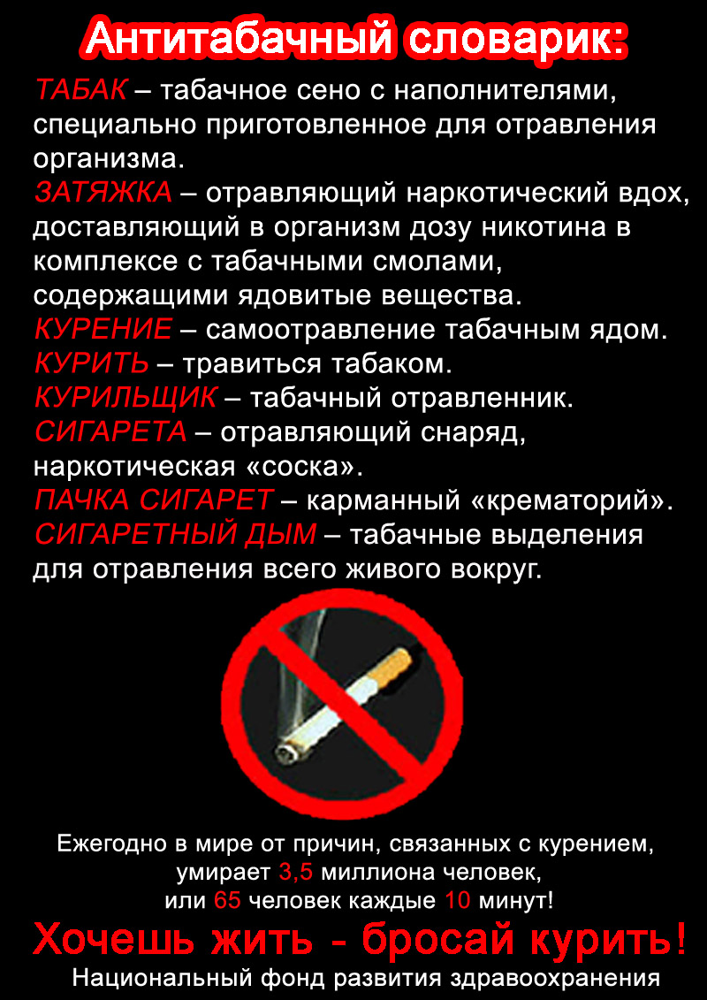 Антитабачный словарик:
ТАБАК – табачное сено с наполнителями,
специально приготовленное для отравления
организма.
ЗАТЯЖКА – отравляющий наркотический вдох,
доставляющий в организм дозу никотина в
комплексе с табачными смолами,
содержащими ядовитые вещества.
КУРЕНИЕ – самоотравление табачным ядом.
КУРИТЬ – травиться табаком.
КУРИЛЬЩИК – табачный отравленник.
СИГАРЕТА – отравляющий снаряд,
наркотическая «соска».
ПАЧКА СИГАРЕТ – карманный «крематорий».
СИГАРЕТНЫЙ ДЫМ – табачные выделения
для отравления всего живого вокруг.
Ежегодно в мире от причин, связанных с курением,
умирает 3,5 миллиона человек,
или 65 человек каждые 10 минут!
Хочешь жить - бросай курить!
Национальный фонд развития здравоохранения